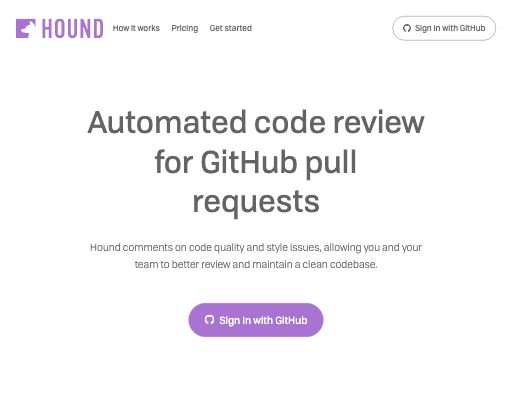 HOUND
How it works
Pricing
Get started
Sign in with GitHub
Automated code review
for GitHub pull
requests
Hound comments on code quality and style issues, allowing you and your
team to better review and maintain a clean codebase.
Sign in with GitHub